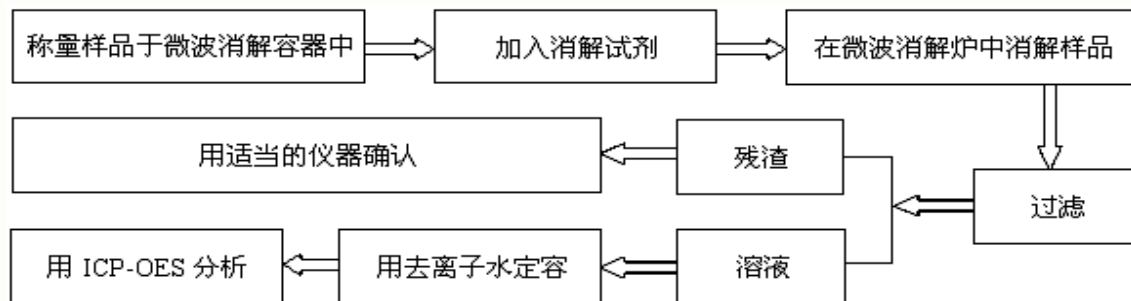 称量样品于微波消解容器中
加入消解试剂
在微波消解炉中消解样品
用适当的仪器确认
残渣
过滤
用 ICP-OES 分析
用去离子水定容
溶液